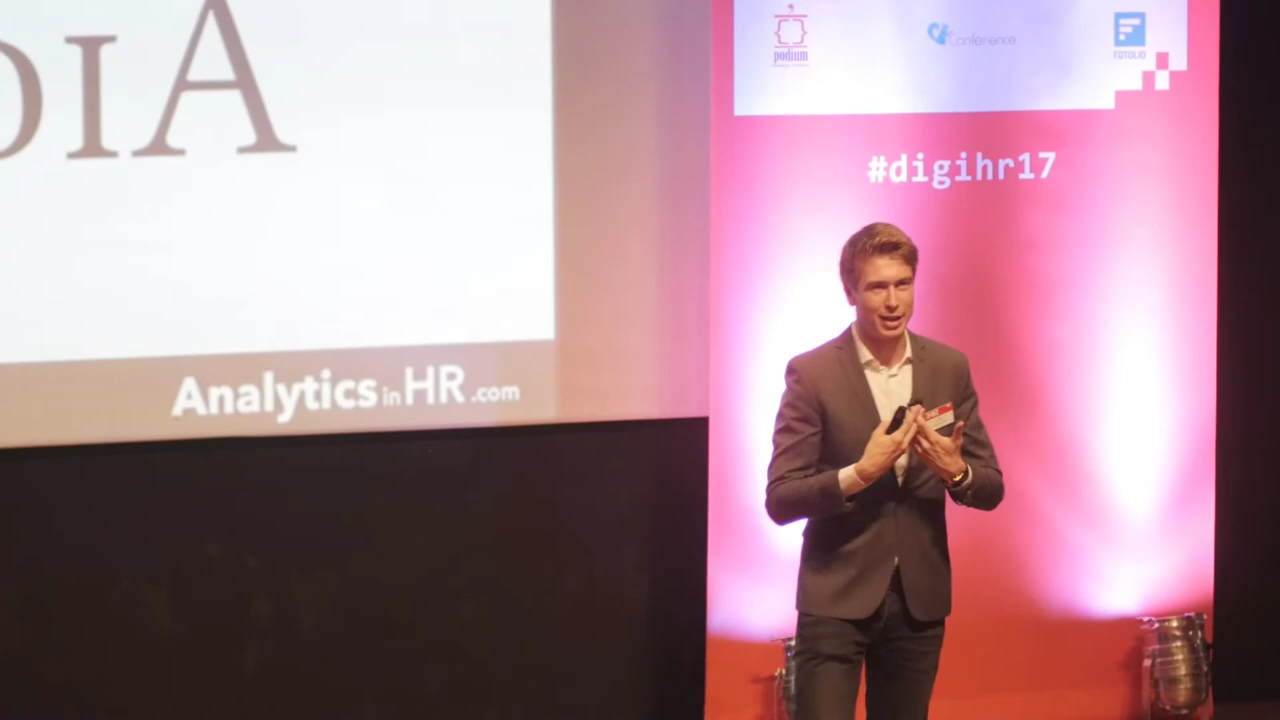 DIA
AnalyticsinHR.com
podium
Conference
FOTOLIO
#digihr17